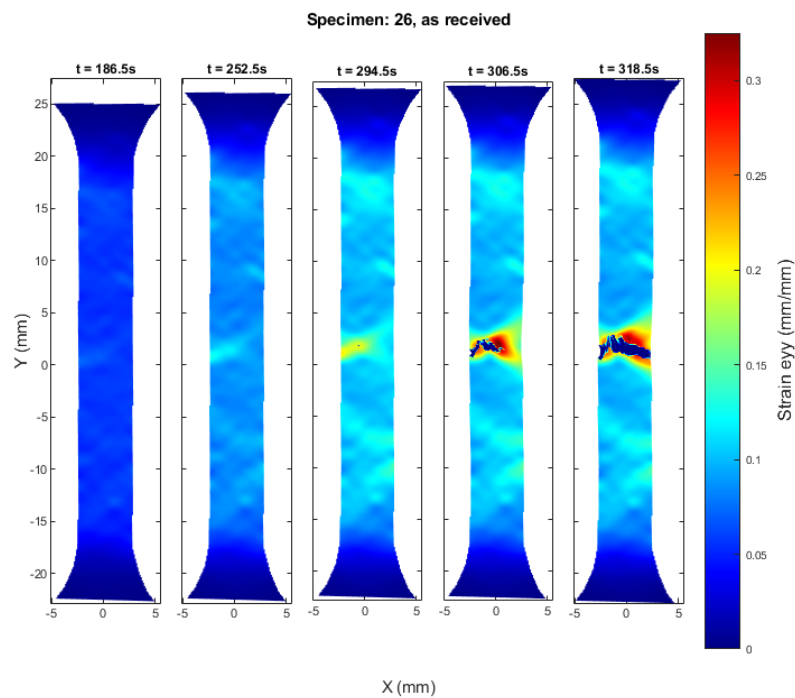 Specimen: 26, as received
t = 186.5s
t = 252.5s
t = 294.5s
t = 306.5s
t = 318.5s
Y (mm)
25
20
15
10
5
0
-5
-10
-15
-20
-5 0 5
-5 0 5
-5 0 5
-5 0 5
-5 0 5
X (mm)
0.3
0.25
0.2
0.15
0.1
0.05
0
Strain eyy (mm/mm)